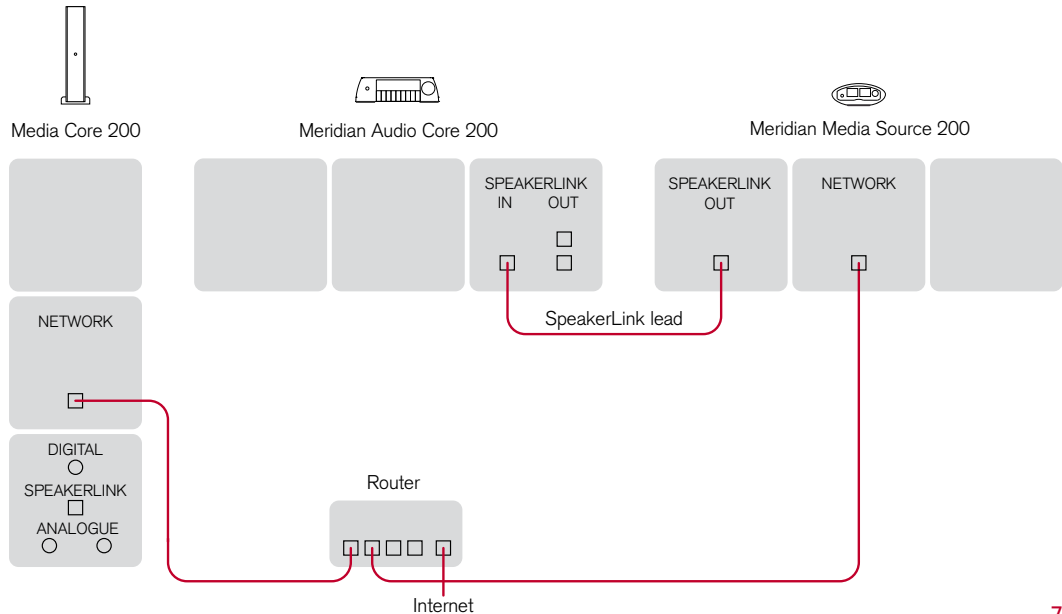 Media Core 200
Meridian Audio Core 200
Meridian Media Source 200
SPEAKERLINK
IN OUT
SPEAKERLINK
OUT
NETWORK
SpeakerLink lead
NETWORK
DIGITAL
SPEAKERLINK
ANALOGUE
Router
Internet
7